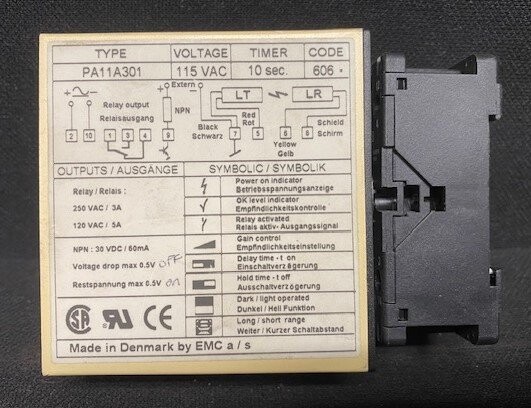 TYPE VOLTAGE TIMER CODE
PA11A301 115 VAC 10 sec. 606 *
+ Extern -
LT LR
Relay output
Relaisausgang
NPN
Red
Rot
Black
Schwarz
Yellow
Gelb
Schield
Schirm
2 10 1 3 4 9 7 5 6 8
OUTPUTS / AUSGÄNGE
Relay / Relais :
250 VAC / 3A
120 VAC / 5A
NPN : 30 VDC / 60mA
Voltage drop max 0.5V OFF
Restspannung max 0.5V on
SYMBOLIC / SYMBOLIK
Power on indicator
Betriebsspannungsanzeige
OK level indicator
Empfindlichkeitskontrolle
Relay activated
Relais aktiv- Ausgangssignal
Gain control
Empfindlichkeitseinstellung
Delay time - t on
Einschaltverzögerung
Hold time - t off
Ausschaltverzögerung
Dark / light operated
Dunkel / Hell Funktion
Long / short range
Weiter / Kurzer Schaltabstand
Made in Denmark by EMC a / s